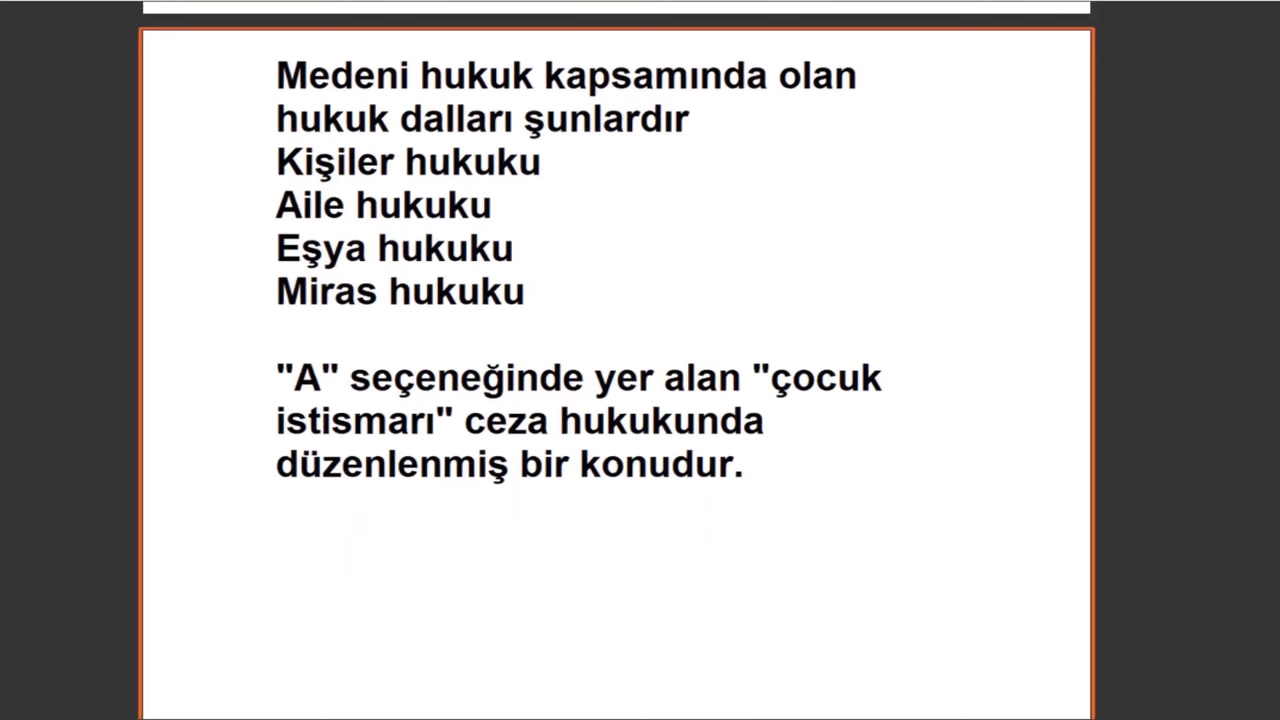 Medeni hukuk kapsamında olan
hukuk dalları şunlardır
Kişiler hukuku
Aile hukuku
Eşya hukuku
Miras hukuku
"A" seçeneğinde yer alan "çocuk
istismarı" ceza hukukunda
düzenlenmiş bir konudur.